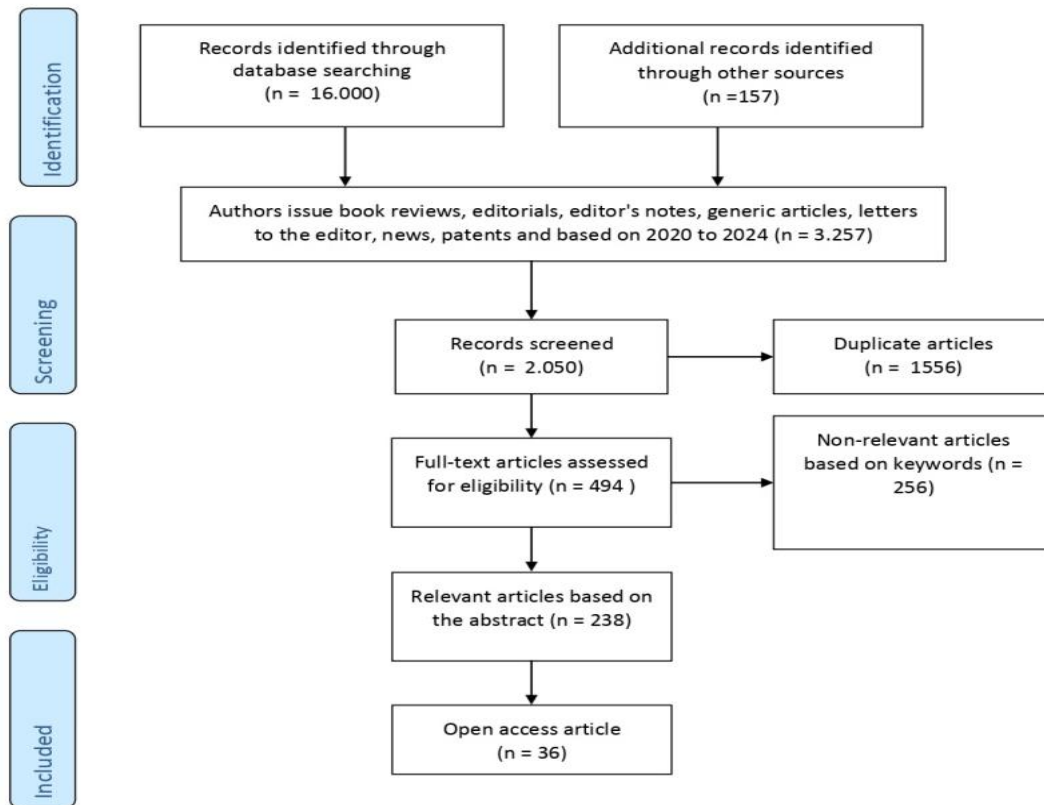 Identification
Records identified through
database searching
(n = 16.000)
Additional records identified
through other sources
(n =157)
Authors issue book reviews, editorials, editor's notes, generic articles, letters
to the editor, news, patents and based on 2020 to 2024 (n = 3.257)
Screening
Records screened
(n = 2.050)
Duplicate articles
(n = 1556)
Eligibility
Full-text articles assessed
for eligibility (n = 494 )
Non-relevant articles
based on keywords (n =
256)
Relevant articles based on
the abstract (n = 238)
Included
Open access article
(n = 36)